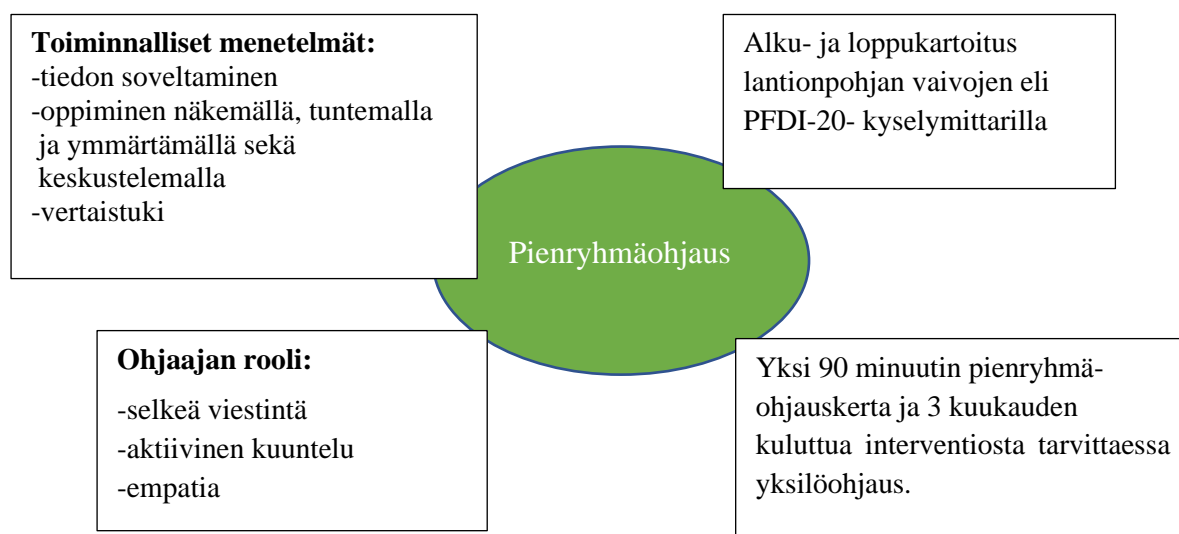 Toiminnalliset menetelmät:
-tiedon soveltaminen
-oppiminen näkemällä, tuntemalla
ja ymmärtämällä sekä
keskustelemalla
-vertaistuki
Alku- ja loppukartoitus
lantionpohjan vaivojen eli
PFDI-20- kyselymittarilla
Pienryhmäohjaus
Ohjaajan rooli:
-selkeä viestintä
-aktiivinen kuuntelu
-empatia
Yksi 90 minuutin pienryhmä-
ohjauskerta ja 3 kuukauden
kuluttua interventiosta tarvittaessa
yksilöohjaus.